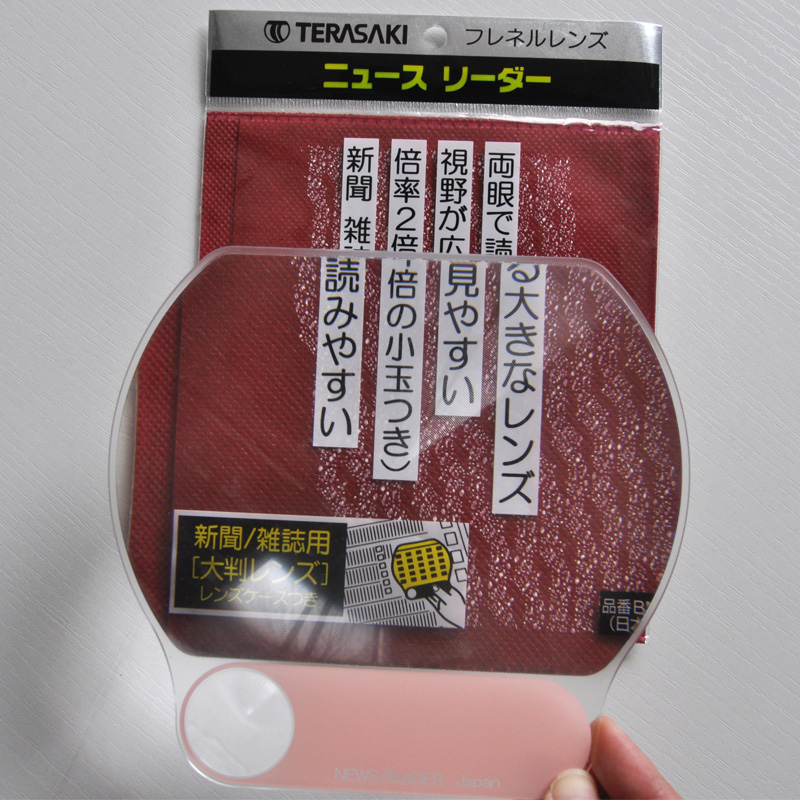 TERASAKI フレネルレンズ
ニュース リーダー
両眼で読る大きなレンズ
視野が広見やすい
倍率2倍倍の小玉つき)
新聞 雑誌読みやすい
新聞/雑誌用
[大判レンズ]
レンズケースつき
品番B
(日本
NEWS READER Japan